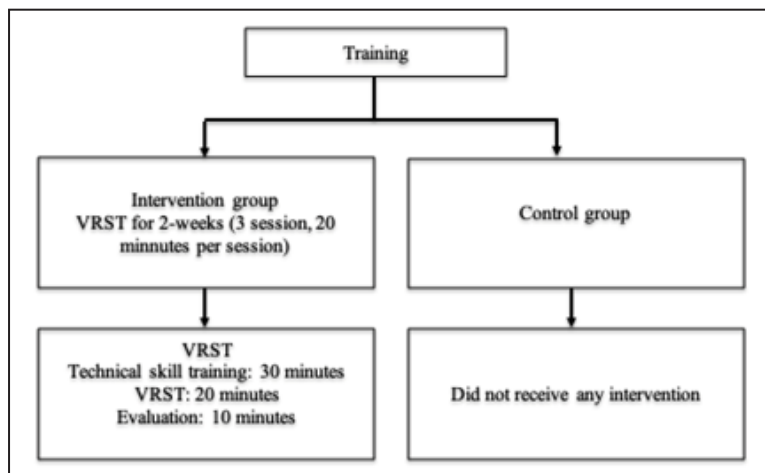 Training
Intervention group
VRST for 2-weeks (3 session, 20
minnutes per session)
Control group
VRST
Technical skill training: 30 minutes
VRST: 20 minutes
Evaluation: 10 minutes
Did not receive any intervention